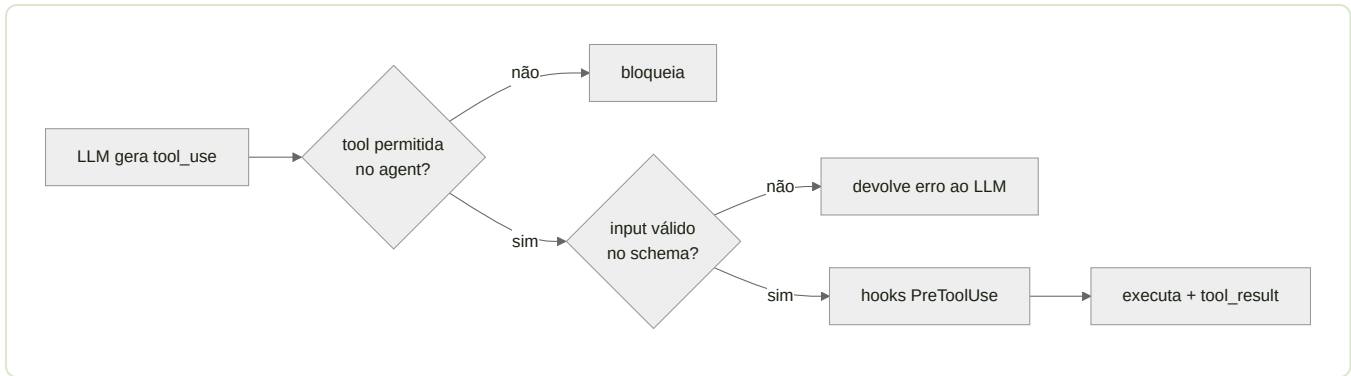 LLM gera tool_use
tool permitida
no agent?
não
bloqueia
sim
input válido
no schema?
não
devolve erro ao LLM
sim
hooks PreToolUse
executa + tool_result